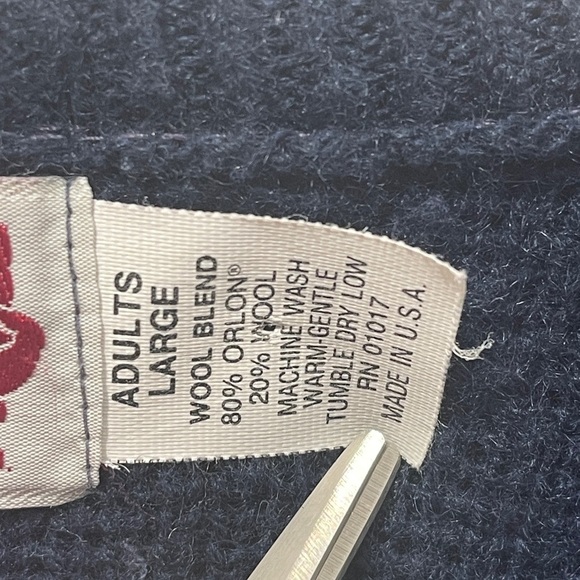 ADULTS
LARGE
WOOL BLEND
80% ORLON®
20% WOOL
MACHINE WASH
WARM-GENTLE
TUMBLE DRY LOW
RN 01017
MADE IN U.S.A.